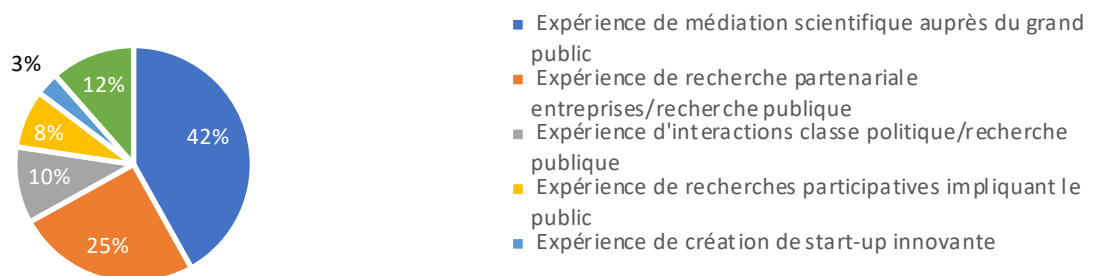 Expérience de médiation scientifique auprès du grand
public
Expérience de recherche partenariale
entreprises/recherche publique
Expérience d'interactions classe politique/recherche
publique
Expérience de recherches participatives impliquant le
public
Expérience de création de start-up innovante
3%
12%
42%
8%
10%
25%